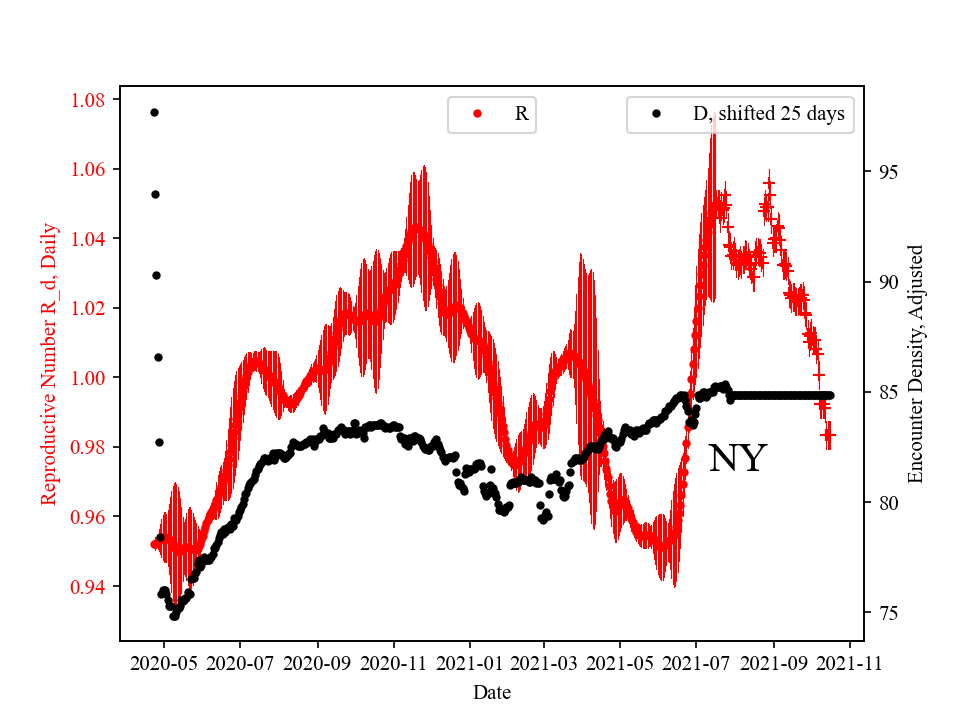 R
D, shifted 25 days
1.08
1.06
1.04
1.02
1.00
0.98
0.96
0.94
Reproductive Number R_d, Daily
95
90
85
80
75
Encounter Density, Adjusted
NY
2020-05 2020-07 2020-09 2020-11 2021-01 2021-03 2021-05 2021-07 2021-09 2021-11
Date